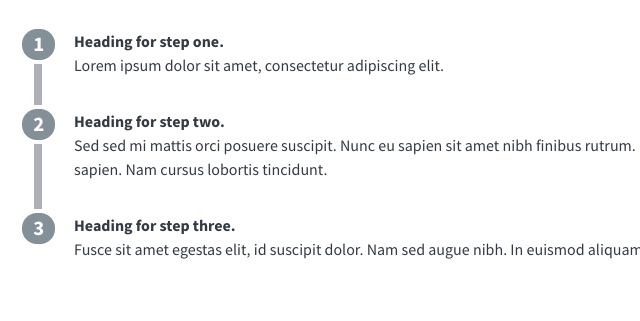 1
Heading for step one.
Lorem ipsum dolor sit amet, consectetur adipiscing elit.
2
Heading for step two.
Sed sed mi mattis orci posuere suscipit. Nunc eu sapien sit amet nibh finibus rutrum.
sapien. Nam cursus lobortis tincidunt.
3
Heading for step three.
Fusce sit amet egestas elit, id suscipit dolor. Nam sed augue nibh. In euismod aliquam